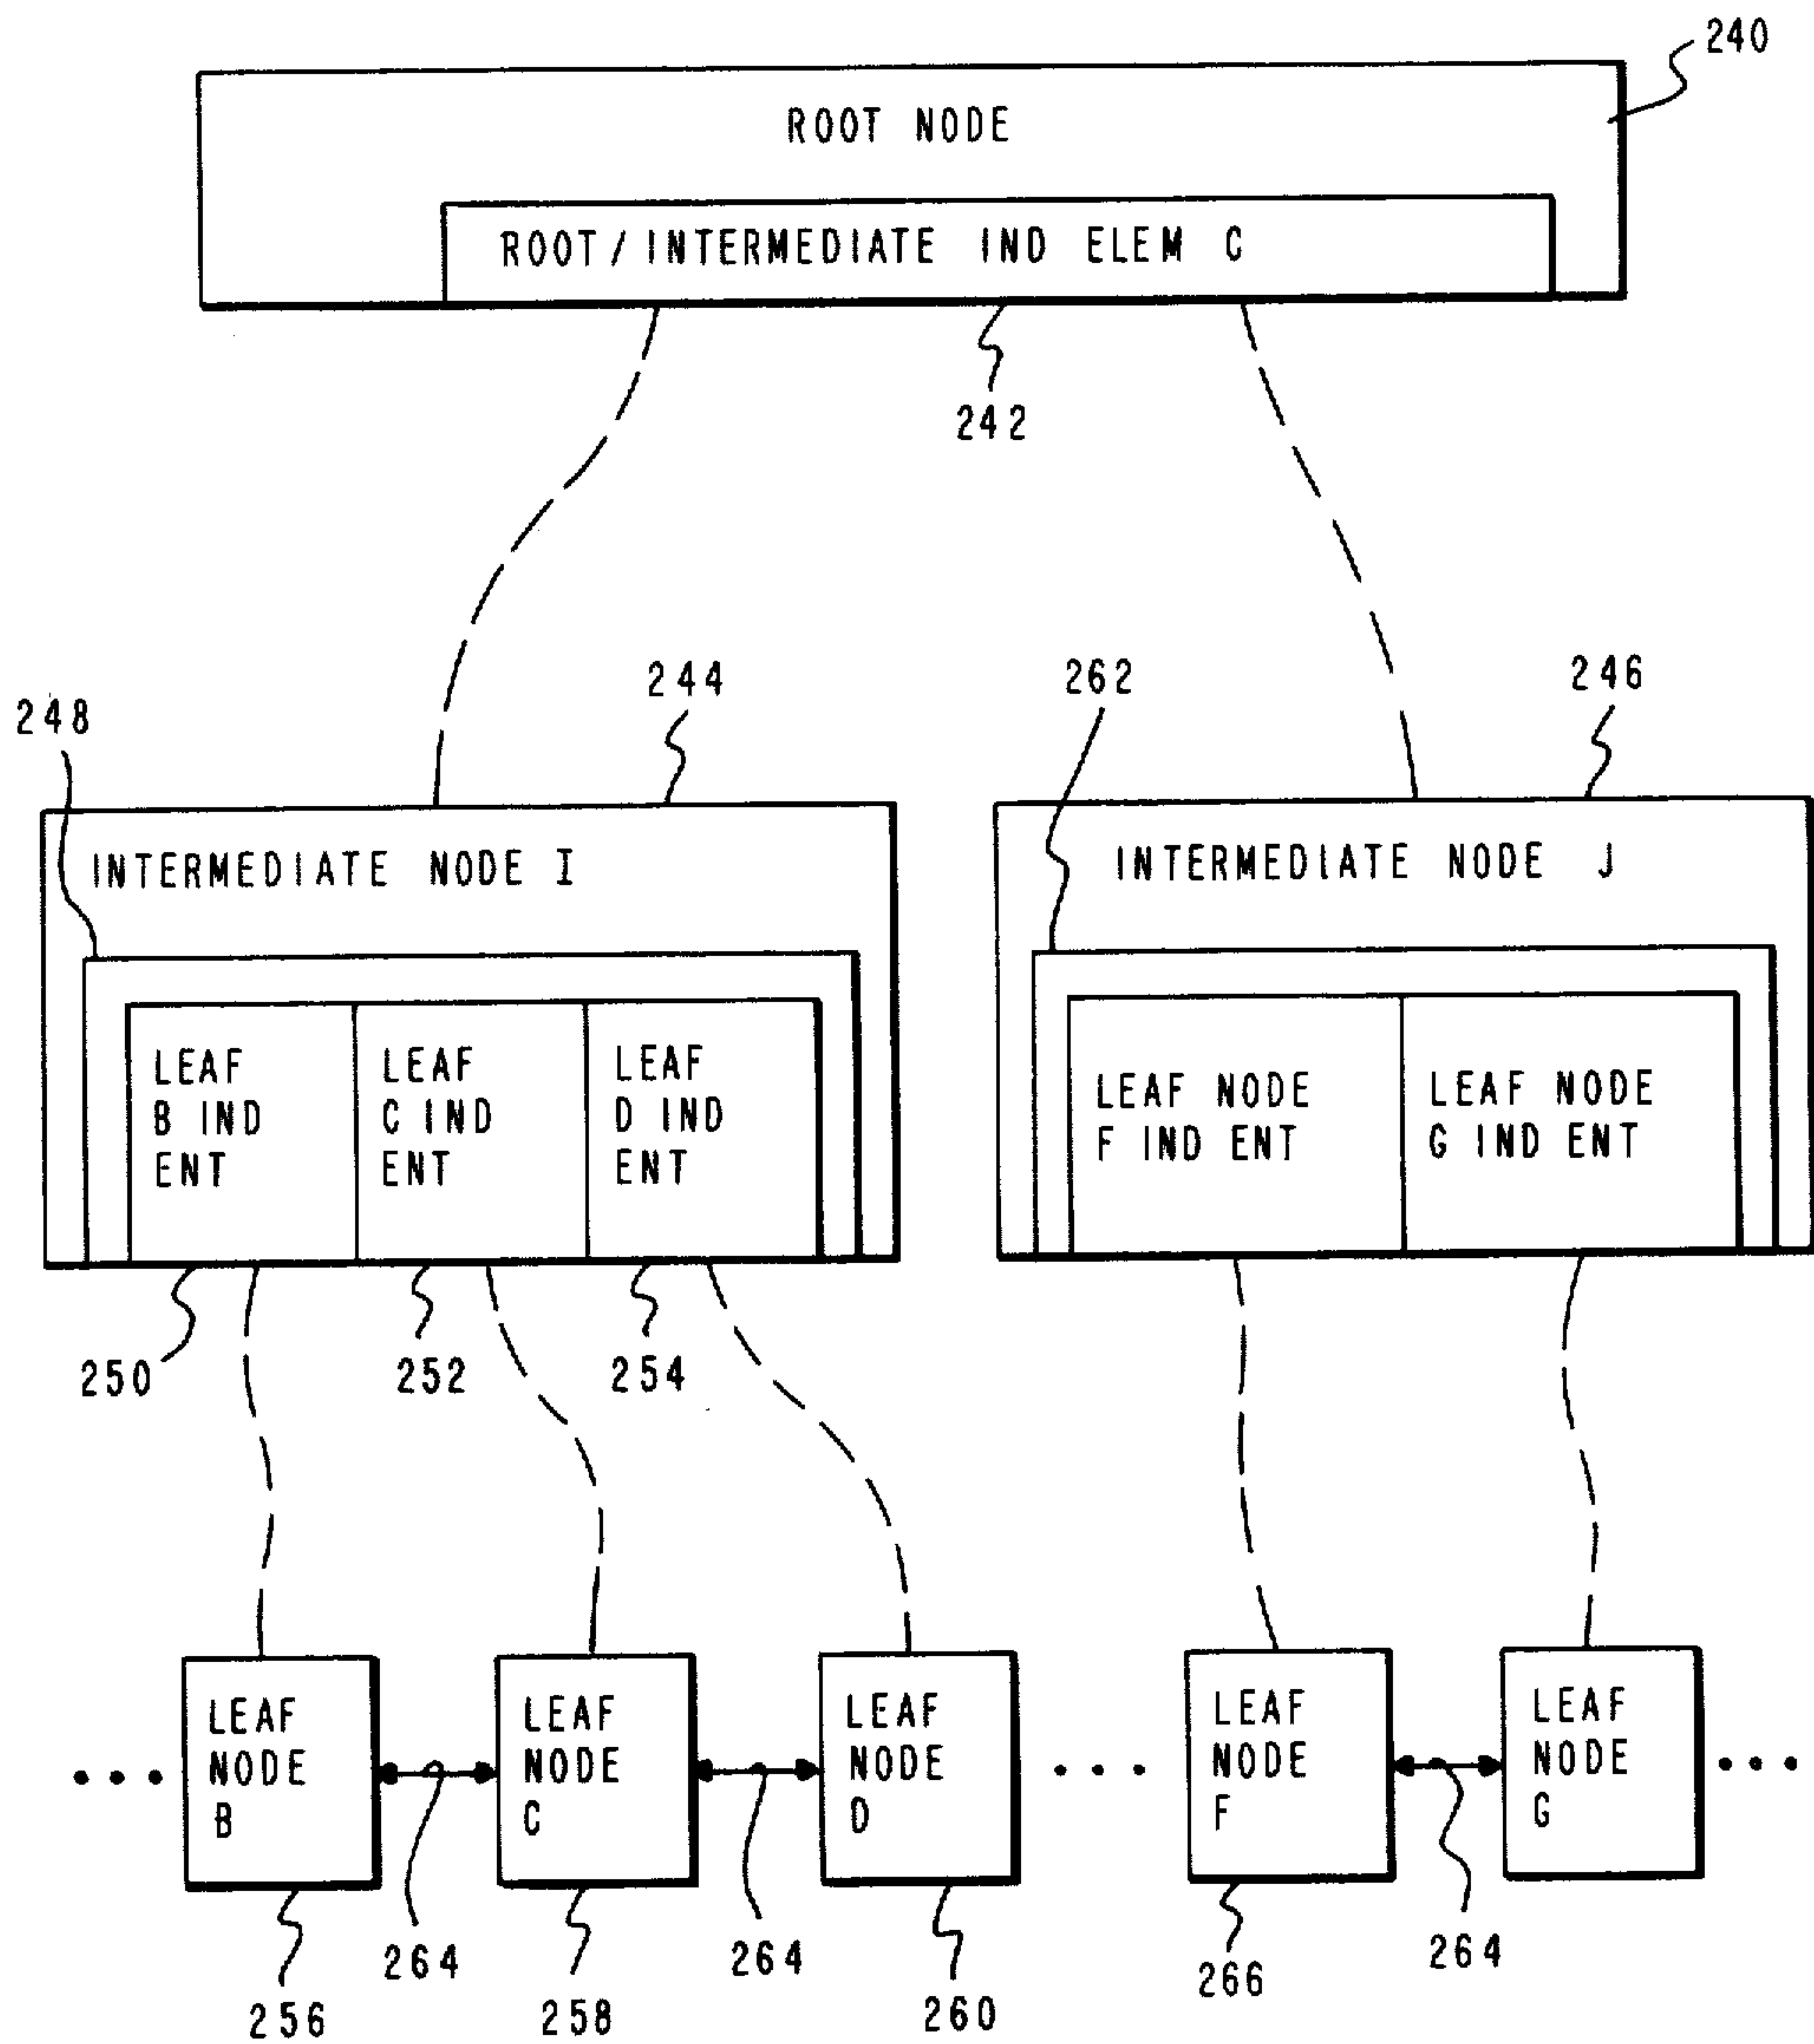 240
ROOT NODE
ROOT/INTERMEDIATE IND ELEM C
242
244
262
246
248
INTERMEDIATE NODE I
INTERMEDIATE NODE J
LEAF
B IND
ENT
LEAF
C IND
ENT
LEAF
D IND
ENT
LEAF NODE
F IND ENT
LEAF NODE
G IND ENT
250
252
254
LEAF
NODE
B
LEAF
NODE
C
LEAF
NODE
D
LEAF
NODE
F
LEAF
NODE
G
256
264
258
264
260
266
264